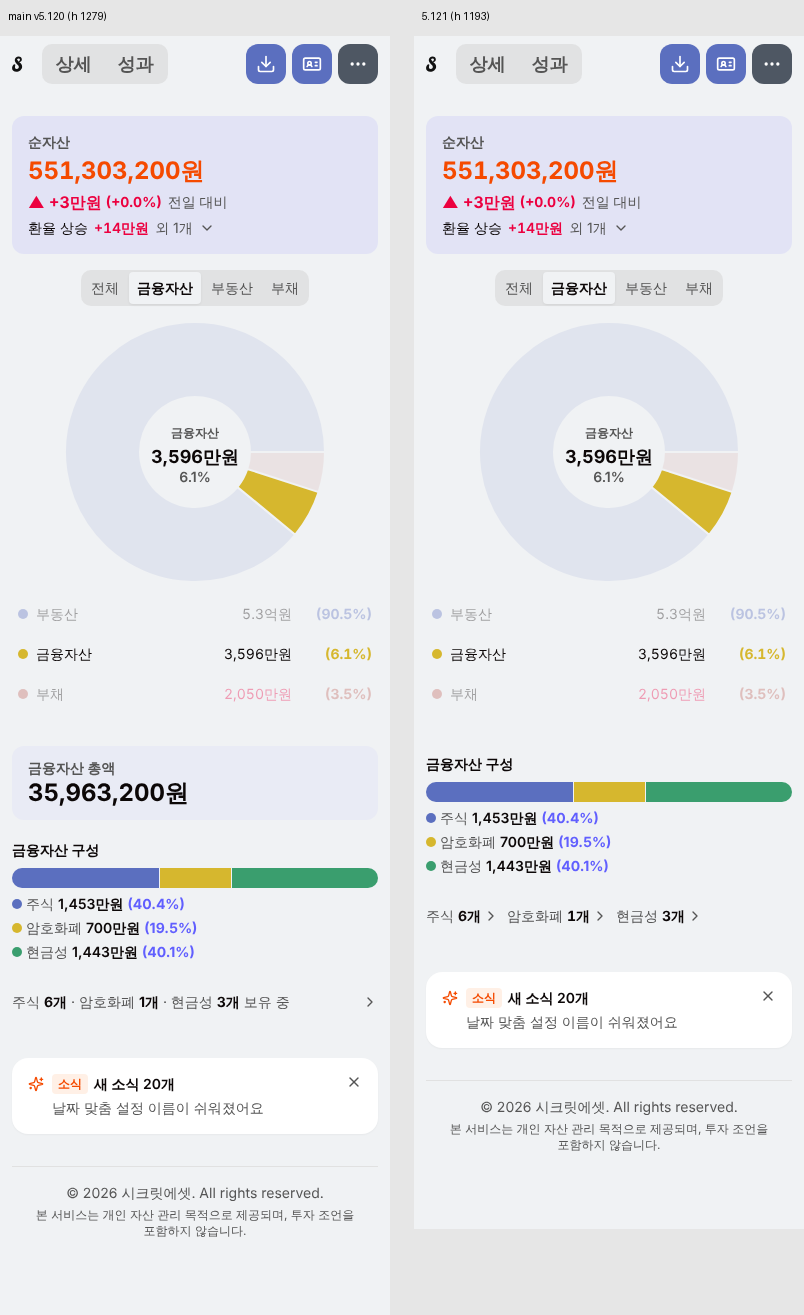 main v5.120 (h 1279)
S
상세 성과
순자산
551,303,200원
▲ +3만원 (+0.0%) 전일 대비
환율 상승 +14만원 외 1개
전체 금융자산 부동산 부채
금융자산
3,596만원
6.1%
부동산 5.3억원 (90.5%)
금융자산 3,596만원 (6.1%)
부채 2,050만원 (3.5%)
금융자산 총액
35,963,200원
금융자산 구성
주식 1,453만원 (40.4%)
암호화폐 700만원 (19.5%)
현금성 1,443만원 (40.1%)
주식 6개 · 암호화폐 1개 · 현금성 3개 보유 중
소식 새 소식 20개
날짜 맞춤 설정 이름이 쉬워졌어요
© 2026 시크릿에셋. All rights reserved.
본 서비스는 개인 자산 관리 목적으로 제공되며, 투자 조언을
포함하지 않습니다.
5.121 (h 1193)
S
상세 성과
순자산
551,303,200원
▲ +3만원 (+0.0%) 전일 대비
환율 상승 +14만원 외 1개
전체 금융자산 부동산 부채
금융자산
3,596만원
6.1%
부동산 5.3억원 (90.5%)
금융자산 3,596만원 (6.1%)
부채 2,050만원 (3.5%)
금융자산 구성
주식 1,453만원 (40.4%)
암호화폐 700만원 (19.5%)
현금성 1,443만원 (40.1%)
주식 6개 암호화폐 1개 현금성 3개
소식 새 소식 20개
날짜 맞춤 설정 이름이 쉬워졌어요
© 2026 시크릿에셋. All rights reserved.
본 서비스는 개인 자산 관리 목적으로 제공되며, 투자 조언을
포함하지 않습니다.